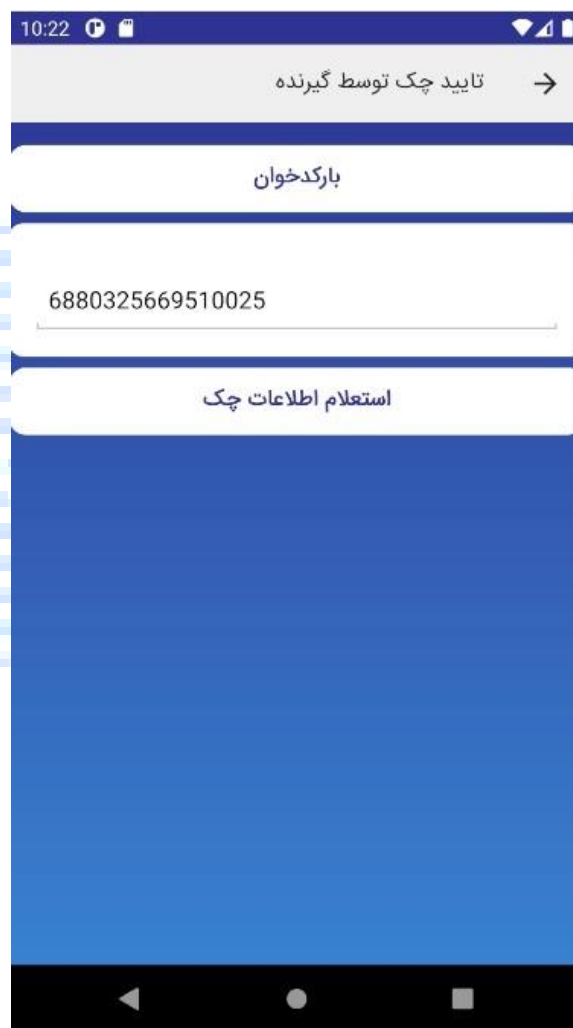 10:22
تایید چک توسط گیرنده
بارکدخوان
6880325669510025
استعلام اطلاعات چک